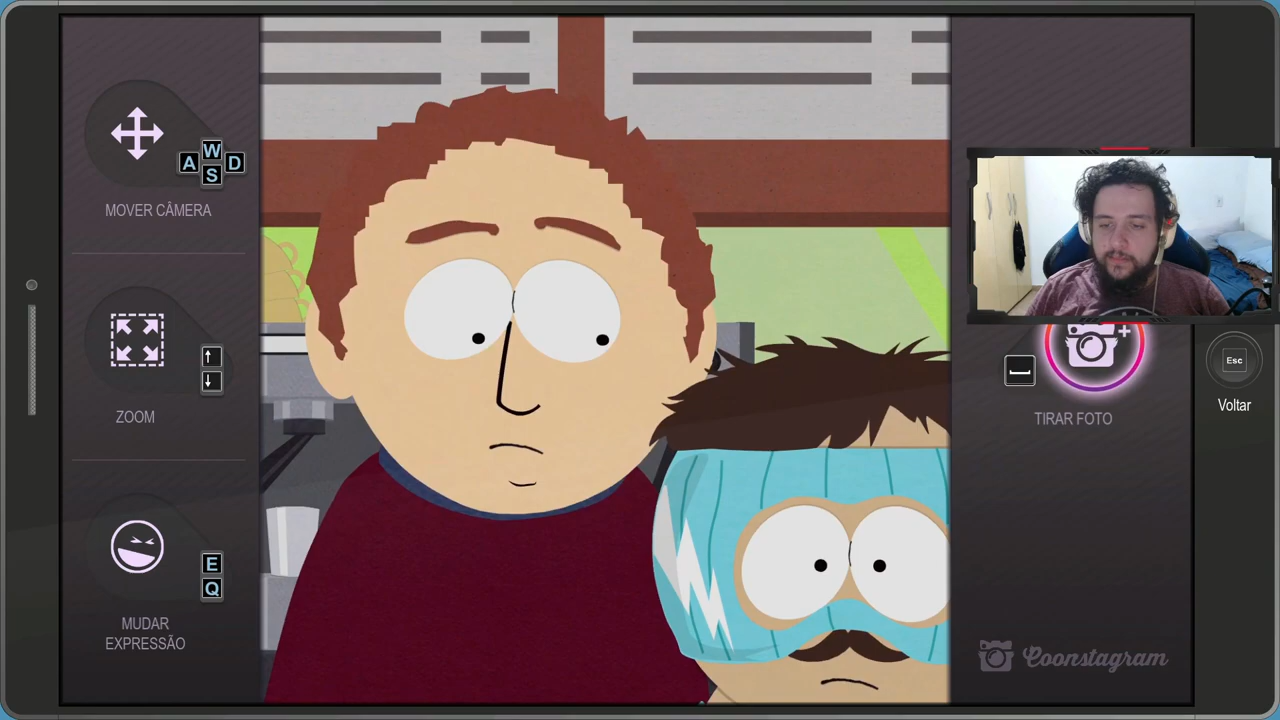 W
A
D
S
MOVER CÂMERA
ZOOM
E
Q
MUDAR
EXPRESSÃO
TIRAR FOTO
Esc
Voltar
Coonstagram